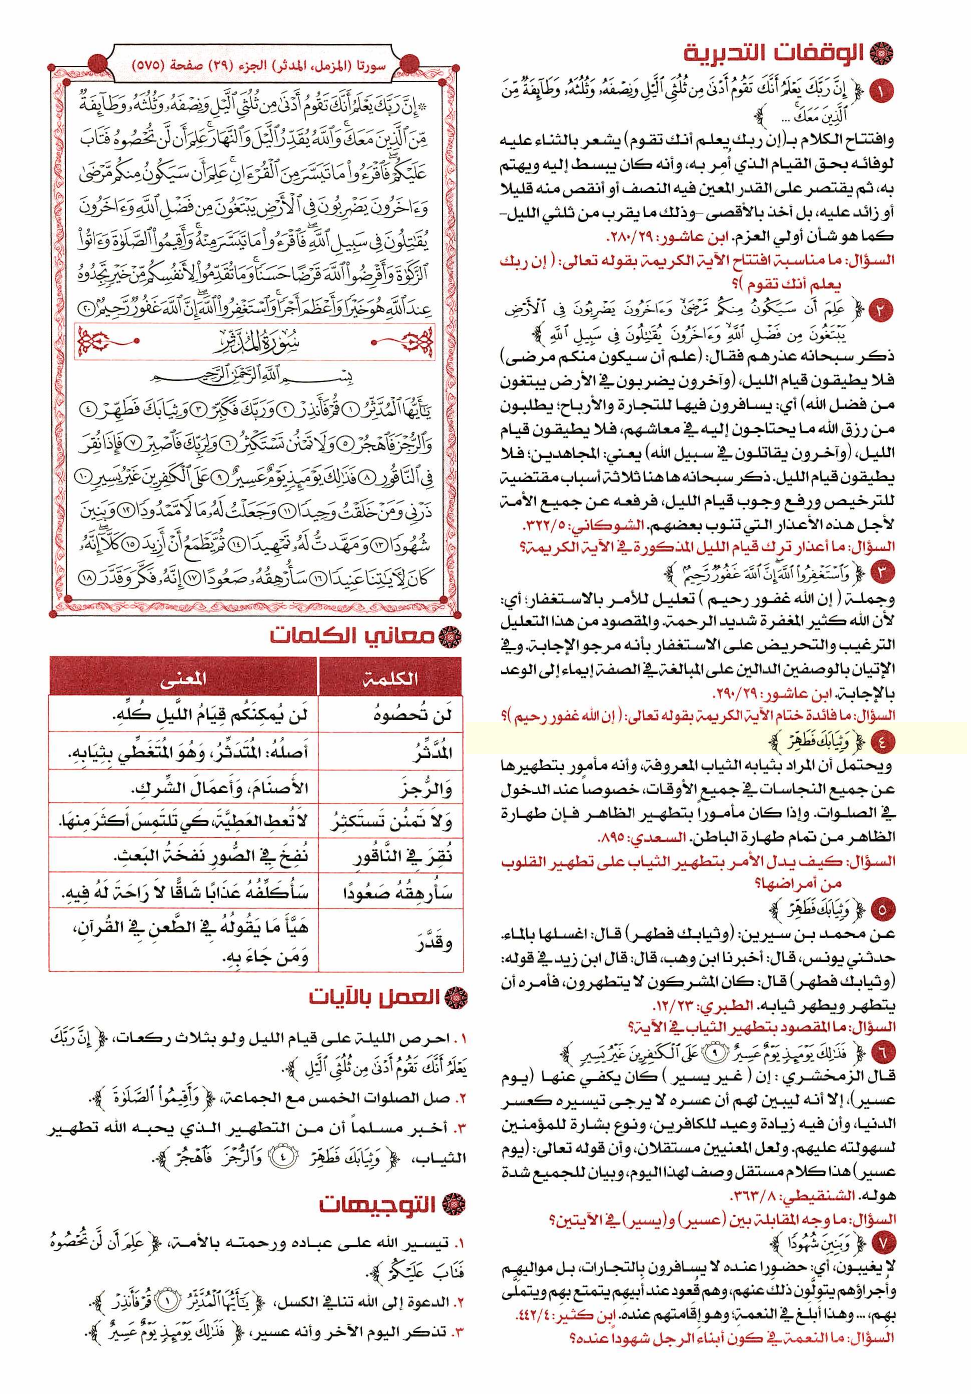 الوقفات التدبرية
١ ﴿ إِنَّ رَبَّكَ يَعْلَمُ أَنَّكَ تَقُومُ أَدْنَىٰ مِن ثُلُثَيِ ٱلَّيْلِ وَنِصْفَهُۥ وَثُلُثَهُۥ وَطَآئِفَةٌ مِّنَ
ٱلَّذِينَ مَعَكَ ۚ ... ﴾
وافتتاح الكلام بـ(إن ربك يعلم أنك تقوم) يشعر بالثناء عليه
لوفائه بحق القيام الذي أمر به، وأنه كان يبسط إليه ويهتم
به، ثم يقتصر على القدر المعين فيه النصف أو أنقص منه قليلا
أو زائد عليه، بل أخذ بالأقصى -وذلك ما يقرب من ثلثي الليل-
كما هو شأن أولي العزم. ابن عاشور: ٢٨٠/٢٩.
السؤال: ما مناسبة افتتاح الآية الكريمة بقوله تعالى: ( إن ربك
يعلم أنك تقوم )؟
٢ ﴿ عَلِمَ أَن سَيَكُونُ مِنكُم مَّرْضَىٰ ۙ وَءَاخَرُونَ يَضْرِبُونَ فِى ٱلْأَرْضِ
يَبْتَغُونَ مِن فَضْلِ ٱللَّهِ ۙ وَءَاخَرُونَ يُقَٰتِلُونَ فِى سَبِيلِ ٱللَّهِ ﴾
ذكر سبحانه عذرهم فقال: (علم أن سيكون منكم مرضى)
فلا يطيقون قيام الليل، (وآخرون يضربون في الأرض يبتغون
من فضل الله) أي: يسافرون فيها للتجارة والأرباح؛ يطلبون
من رزق الله ما يحتاجون إليه في معاشهم، فلا يطيقون قيام
الليل، (وآخرون يقاتلون في سبيل الله) يعني: المجاهدين؛ فلا
يطيقون قيام الليل. ذكر سبحانه ها هنا ثلاثة أسباب مقتضية
للترخيص ورفع وجوب قيام الليل، فرفعه عن جميع الأمة
لأجل هذه الأعذار التي تنوب بعضهم. الشوكاني: ٣٢٢/٥.
السؤال: ما أعذار ترك قيام الليل المذكورة في الآية الكريمة؟
٣ ﴿ وَٱسْتَغْفِرُوا۟ ٱللَّهَ ۖ إِنَّ ٱللَّهَ غَفُورٌ رَّحِيمٌ ﴾
وجملة ( إن الله غفور رحيم ) تعليل للأمر بالاستغفار؛ أي:
لأن الله كثير المغفرة شديد الرحمة. والمقصود من هذا التعليل
الترغيب والتحريض على الاستغفار بأنه مرجو الإجابة. وفي
الإتيان بالوصفين الدالين على المبالغة في الصفة إيماء إلى الوعد
بالإجابة. ابن عاشور: ٢٩٠/٢٩.
السؤال: ما فائدة ختام الآية الكريمة بقوله تعالى: ( إن الله غفور رحيم )؟
٤ ﴿ وَثِيَابَكَ فَطَهِّرْ ﴾
ويحتمل أن المراد بثيابه الثياب المعروفة، وأنه مأمور بتطهيرها
عن جميع النجاسات في جميع الأوقات، خصوصاً عند الدخول
في الصلوات. وإذا كان مأموراً بتطهير الظاهر فإن طهارة
الظاهر من تمام طهارة الباطن. السعدي: ٨٩٥.
السؤال: كيف يدل الأمر بتطهير الثياب على تطهير القلوب
من أمراضها؟
٥ ﴿ وَثِيَابَكَ فَطَهِّرْ ﴾
عن محمد بن سيرين: (وثيابك فطهر) قال: اغسلها بالماء.
حدثني يونس، قال: أخبرنا ابن وهب، قال: قال ابن زيد في قوله:
(وثيابك فطهر) قال: كان المشركون لا يتطهرون، فأمره أن
يتطهر ويطهر ثيابه. الطبري: ١٢/٢٣.
السؤال: ما المقصود بتطهير الثياب في الآية؟
٦ ﴿ فَذَٰلِكَ يَوْمَئِذٍ يَوْمٌ عَسِيرٌ ٩ عَلَى ٱلْكَٰفِرِينَ غَيْرُ يَسِيرٍ ﴾
قال الزمخشري : إن ( غير يسير ) كان يكفي عنها (يوم
عسير)، إلا أنه ليبين لهم أن عسره لا يرجى تيسيره كعسر
الدنيا، وأن فيه زيادة وعيد للكافرين، ونوع بشارة للمؤمنين
لسهولته عليهم. ولعل المعنيين مستقلان، وأن قوله تعالى: (يوم
عسير) هذا كلام مستقل وصف لهذا اليوم، وبيان للجميع شدة
هوله. الشنقيطي: ٣٦٣/٨.
السؤال: ما وجه المقابلة بين (عسير) و(يسير) في الآيتين؟
٧ ﴿ وَبَنِينَ شُهُودًا ﴾
لا يغيبون، أي: حضوراً عنده لا يسافرون بالتجارات، بل مواليهم
وأجراؤهم يتولَّون ذلك عنهم، وهم قعود عند أبيهم يتمتع بهم ويتملَّى
بهم، ... وهذا أبلغ في النعمة؛ وهو إقامتهم عنده. ابن كثير: ٤٤٢/٤.
السؤال: ما النعمة في كون أبناء الرجل شهوداً عنده؟
سورتا (المزمل، المدثر) الجزء (٢٩) صفحة (٥٧٥)
۞ إِنَّ رَبَّكَ يَعْلَمُ أَنَّكَ تَقُومُ أَدْنَىٰ مِن ثُلُثَيِ ٱلَّيْلِ وَنِصْفَهُۥ وَثُلُثَهُۥ وَطَآئِفَةٌ
مِّنَ ٱلَّذِينَ مَعَكَ ۚ وَٱللَّهُ يُقَدِّرُ ٱلَّيْلَ وَٱلنَّهَارَ ۚ عَلِمَ أَن لَّن تُحْصُوهُ فَتَابَ
عَلَيْكُمْ ۖ فَٱقْرَءُوا۟ مَا تَيَسَّرَ مِنَ ٱلْقُرْءَانِ ۚ عَلِمَ أَن سَيَكُونُ مِنكُم مَّرْضَىٰ
وَءَاخَرُونَ يَضْرِبُونَ فِى ٱلْأَرْضِ يَبْتَغُونَ مِن فَضْلِ ٱللَّهِ وَءَاخَرُونَ
يُقَٰتِلُونَ فِى سَبِيلِ ٱللَّهِ ۖ فَٱقْرَءُوا۟ مَا تَيَسَّرَ مِنْهُ ۚ وَأَقِيمُوا۟ ٱلصَّلَوٰةَ وَءَاتُوا۟
ٱلزَّكَوٰةَ وَأَقْرِضُوا۟ ٱللَّهَ قَرْضًا حَسَنًا ۚ وَمَا تُقَدِّمُوا۟ لِأَنفُسِكُم مِّنْ خَيْرٍ تَجِدُوهُ
عِندَ ٱللَّهِ هُوَ خَيْرًا وَأَعْظَمَ أَجْرًا ۚ وَٱسْتَغْفِرُوا۟ ٱللَّهَ ۖ إِنَّ ٱللَّهَ غَفُورٌ رَّحِيمٌ ٢٠
سُورَةُ المُدَّثِّرِ
بِسْمِ ٱللَّهِ ٱلرَّحْمَٰنِ ٱلرَّحِيمِ
يَٰٓأَيُّهَا ٱلْمُدَّثِّرُ ١ قُمْ فَأَنذِرْ ٢ وَرَبَّكَ فَكَبِّرْ ٣ وَثِيَابَكَ فَطَهِّرْ ٤
وَٱلرُّجْزَ فَٱهْجُرْ ٥ وَلَا تَمْنُن تَسْتَكْثِرُ ٦ وَلِرَبِّكَ فَٱصْبِرْ ٧ فَإِذَا نُقِرَ
فِى ٱلنَّاقُورِ ٨ فَذَٰلِكَ يَوْمَئِذٍ يَوْمٌ عَسِيرٌ ٩ عَلَى ٱلْكَٰفِرِينَ غَيْرُ يَسِيرٍ ١٠
ذَرْنِى وَمَنْ خَلَقْتُ وَحِيدًا ١١ وَجَعَلْتُ لَهُۥ مَالًا مَّمْدُودًا ١٢ وَبَنِينَ
شُهُودًا ١٣ وَمَهَّدتُّ لَهُۥ تَمْهِيدًا ١٤ ثُمَّ يَطْمَعُ أَنْ أَزِيدَ ١٥ كَلَّآ ۖ إِنَّهُۥ
كَانَ لِءَايَٰتِنَا عَنِيدًا ١٦ سَأُرْهِقُهُۥ صَعُودًا ١٧ إِنَّهُۥ فَكَّرَ وَقَدَّرَ ١٨
معاني الكلمات
الكلمة المعنى
لَن تُحصُوهُ لَن يُمكِنَكُم قِيَامُ اللَّيلِ كُلِّهِ.
المُدَّثِّرُ أَصلُهُ: المُتَدَثِّرُ، وَهُوَ المُتَغَطِّي بِثِيَابِهِ.
وَالرُّجزَ الأَصنَامَ، وَأَعمَالَ الشِّركِ.
وَلَا تَمنُن تَستَكثِرُ لَا تُعطِ العَطِيَّةَ، كَي تَلتَمِسَ أَكثَرَ مِنهَا.
نُقِرَ فِي النَّاقُورِ نُفِخَ فِي الصُّورِ نَفخَةُ البَعثِ.
سَأُرهِقُهُ صَعُودًا سَأُكَلِّفُهُ عَذَابًا شَاقًّا لَا رَاحَةَ لَهُ فِيهِ.
وقَدَّرَ هَيَّأَ مَا يَقُولُهُ فِي الطَّعنِ فِي القُرآنِ،
وَمَن جَاءَ بِهِ.
العمل بالآيات
١. احرص الليلة على قيام الليل ولو بثلاث ركعات، ﴿ إِنَّ رَبَّكَ
يَعْلَمُ أَنَّكَ تَقُومُ أَدْنَىٰ مِن ثُلُثَيِ ٱلَّيْلِ ﴾.
٢. صل الصلوات الخمس مع الجماعة، ﴿ وَأَقِيمُوا۟ ٱلصَّلَوٰةَ ﴾.
٣. أخبر مسلماً أن من التطهير الذي يحبه الله تطهير
الثياب، ﴿ وَثِيَابَكَ فَطَهِّرْ ٤ وَٱلرُّجْزَ فَٱهْجُرْ ﴾.
التوجيهات
١. تيسير الله على عباده ورحمته بالأمة، ﴿ عَلِمَ أَن لَّن تُحْصُوهُ
فَتَابَ عَلَيْكُمْ ﴾.
٢. الدعوة إلى الله تنافي الكسل، ﴿ يَٰٓأَيُّهَا ٱلْمُدَّثِّرُ ١ قُمْ فَأَنذِرْ ﴾.
٣. تذكر اليوم الآخر وأنه عسير، ﴿ فَذَٰلِكَ يَوْمَئِذٍ يَوْمٌ عَسِيرٌ ﴾.